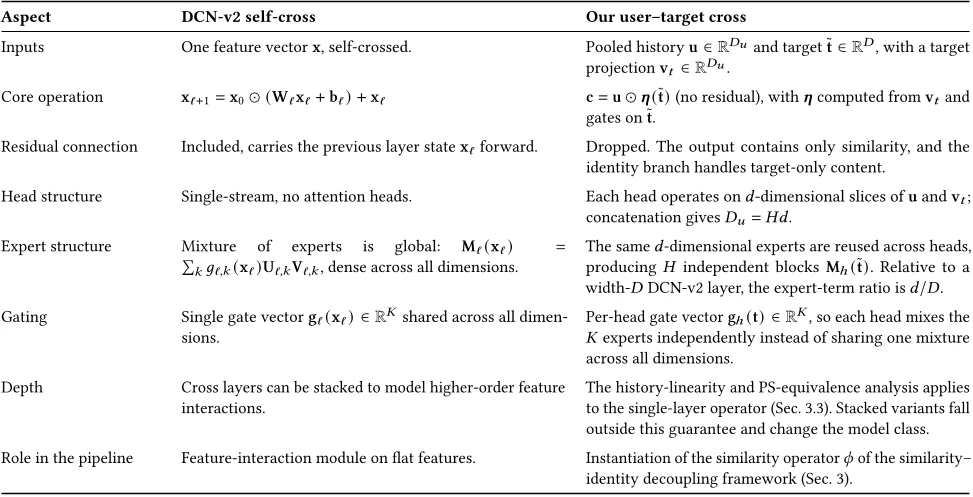 Aspect DCN-v2 self-cross Our user–target cross
Inputs One feature vector x, self-crossed. Pooled history u ∈ ℝ^{D_u} and target t̃ ∈ ℝ^D, with a target
projection v_t ∈ ℝ^{D_u}.
Core operation x_{ℓ+1} = x_0 ⊙ (W_ℓ x_ℓ + b_ℓ) + x_ℓ c = u ⊙ η(t̃) (no residual), with η computed from v_t and
gates on t̃.
Residual connection Included, carries the previous layer state x_ℓ forward. Dropped. The output contains only similarity, and the
identity branch handles target-only content.
Head structure Single-stream, no attention heads. Each head operates on d-dimensional slices of u and v_t;
concatenation gives D_u = Hd.
Expert structure Mixture of experts is global: M_ℓ(x_ℓ) = The same d-dimensional experts are reused across heads,
∑_k g_{ℓ,k}(x_ℓ)U_{ℓ,k}V_{ℓ,k}, dense across all dimensions. producing H independent blocks M_h(t̃). Relative to a
width-D DCN-v2 layer, the expert-term ratio is d/D.
Gating Single gate vector g_ℓ(x_ℓ) ∈ ℝ^K shared across all dimen- Per-head gate vector g_h(t) ∈ ℝ^K, so each head mixes the
sions. K experts independently instead of sharing one mixture
across all dimensions.
Depth Cross layers can be stacked to model higher-order feature The history-linearity and PS-equivalence analysis applies
interactions. to the single-layer operator (Sec. 3.3). Stacked variants fall
outside this guarantee and change the model class.
Role in the pipeline Feature-interaction module on flat features. Instantiation of the similarity operator ϕ of the similarity–
identity decoupling framework (Sec. 3).